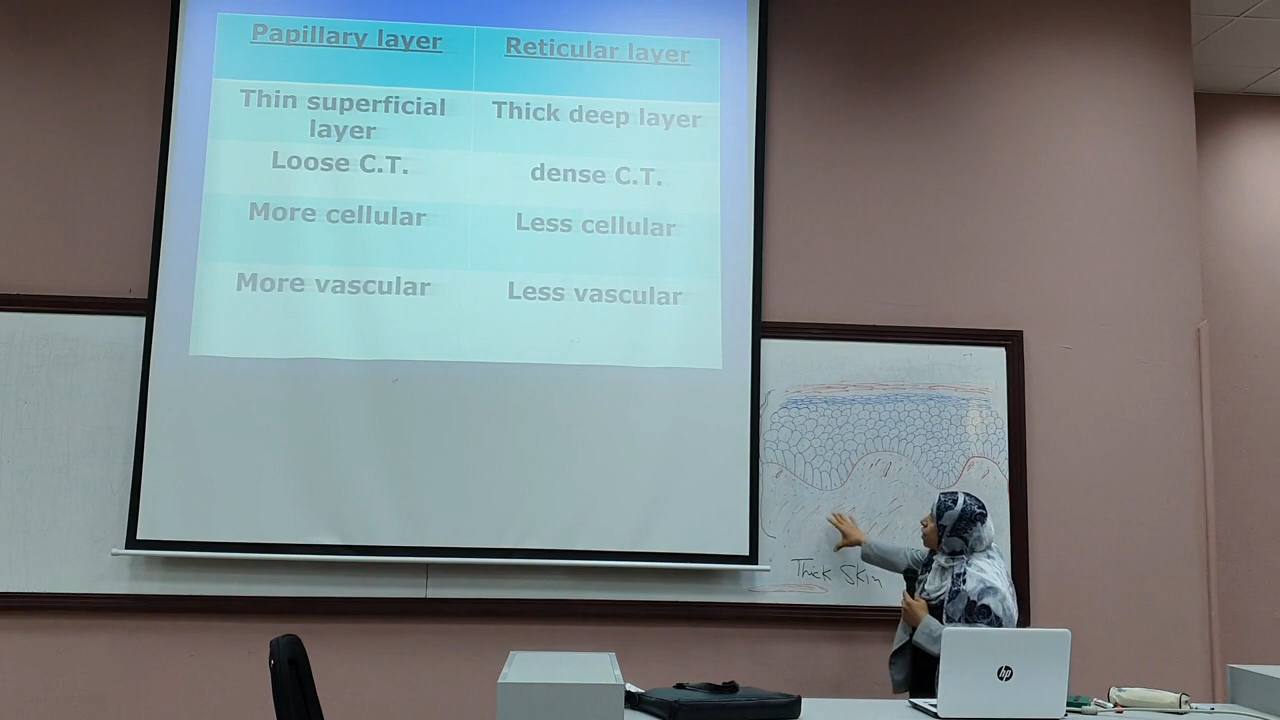 Papillary layer
Reticular layer
Thin superficial
layer
Thick deep layer
Loose C.T.
dense C.T.
More cellular
Less cellular
More vascular
Less vascular
Thick Skin
hp